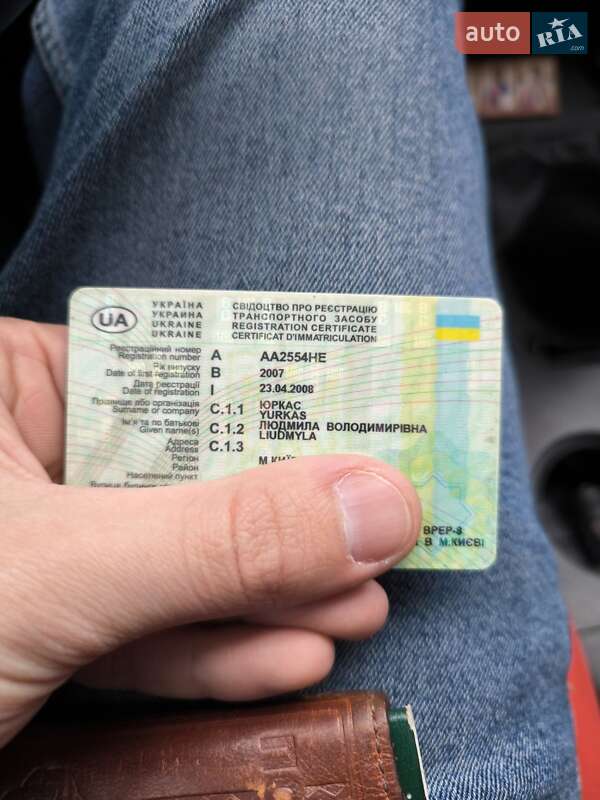 auto RIA.com
UA
УКРАЇНА СВІДОЦТВО ПРО РЕЄСТРАЦІЮ
УКРАИНА ТРАНСПОРТНОГО ЗАСОБУ
UKRAINE REGISTRATION CERTIFICATE
UKRAINE CERTIFICAT D'IMMATRICULATION
Реєстраційний номер
Registration number A AA2554HE
Рік випуску
Date of first registration B 2007
Дата реєстрації
Date of registration I 23.04.2008
Прізвище або організація ЮРКАС
Surname or company C.1.1 YURKAS
Ім'я та по батькові ЛЮДМИЛА ВОЛОДИМИРІВНА
Given name(s) C.1.2 LIUDMYLA
Адреса
Address C.1.3
Регіон М.КИЇ
Район
Населений пункт
ВРЕР-8
В М.КИЄВІ